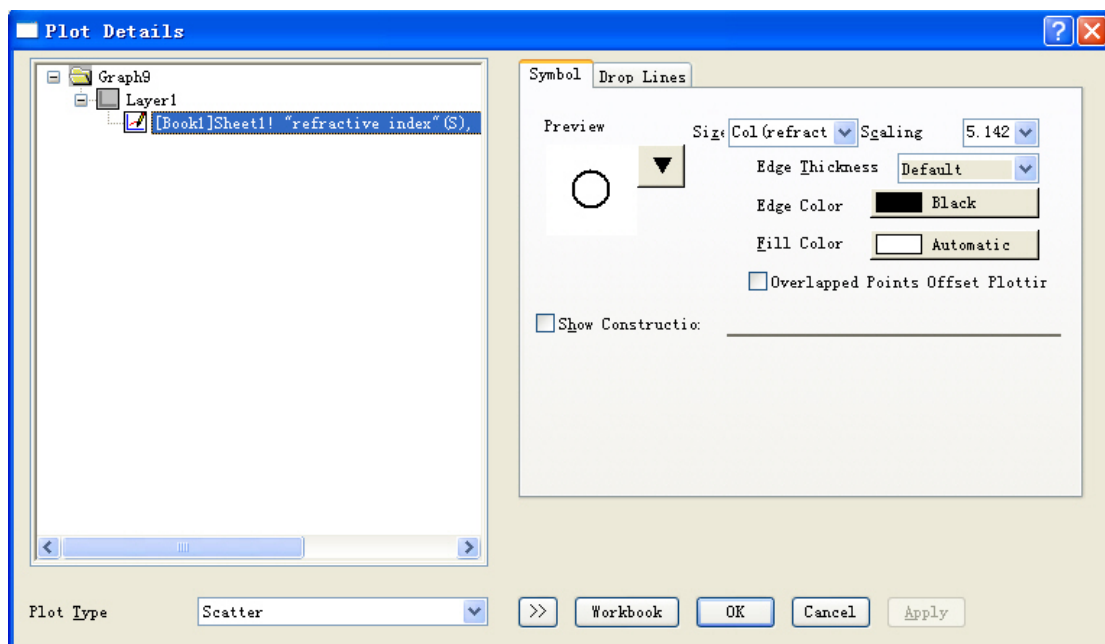 Plot Details
Graph9
Layer1
[Book1]Sheet1! "refractive index"(S),
Symbol Drop Lines
Preview
Size Col(refract Scaling 5.142
Edge Thickness Default
Edge Color Black
Fill Color Automatic
Overlapped Points Offset Plottin
Show Constructio:
Plot Type Scatter
>> Workbook OK Cancel Apply